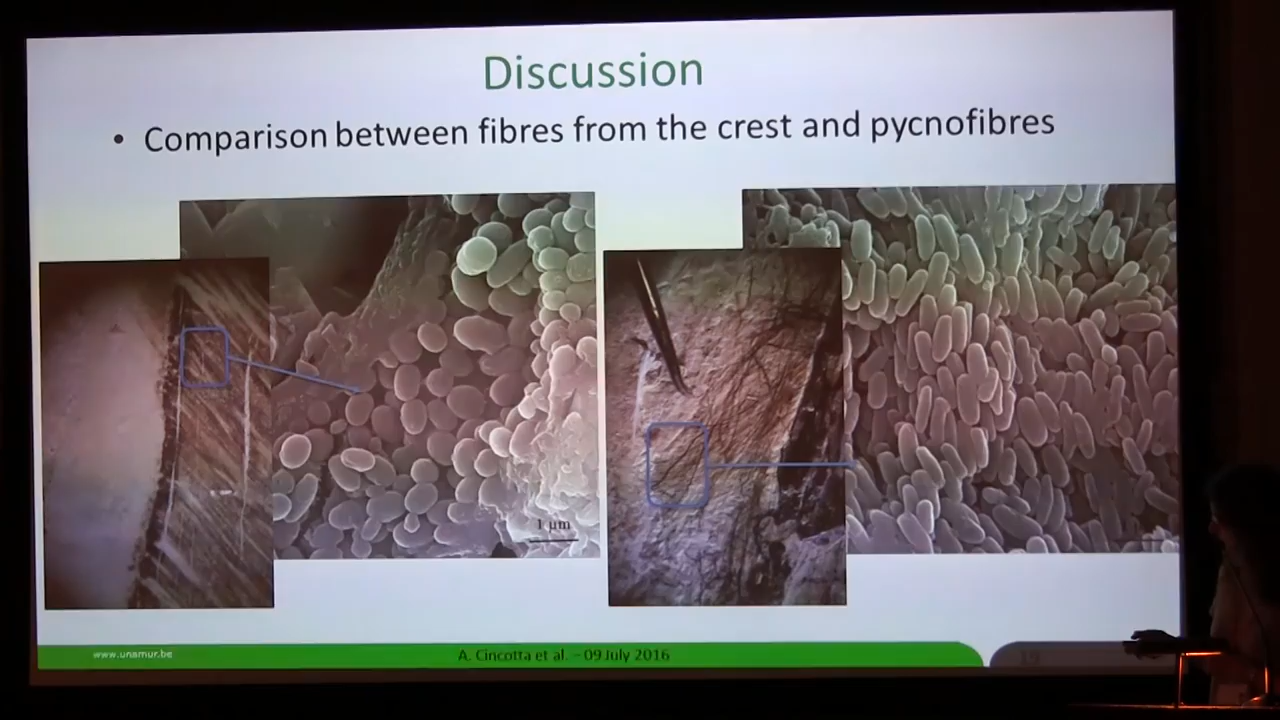 Discussion
• Comparison between fibres from the crest and pycnofibres
1 µm
www.unamur.be
A. Cincotta et al. – 09 July 2016
19